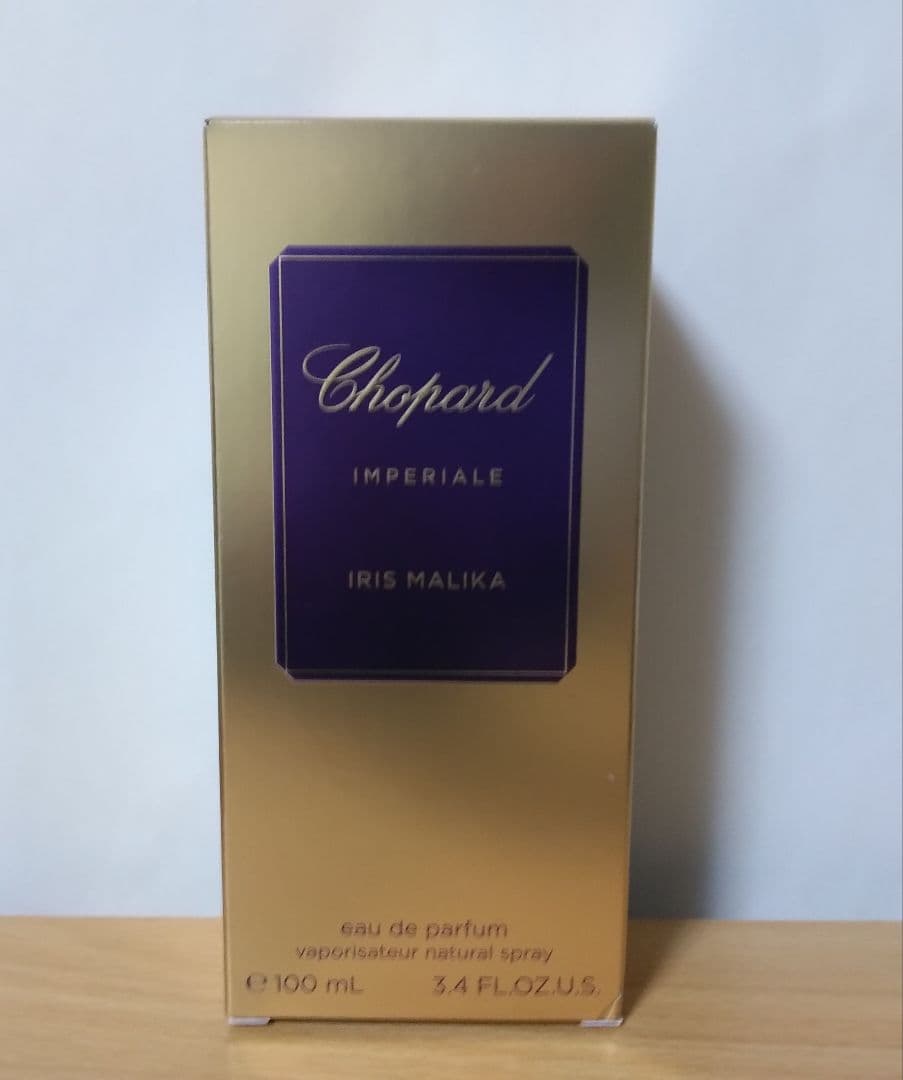 Chopard
IMPERIALE
IRIS MALIKA
eau de parfum
vaporisateur natural spray
℮ 100 mL 3.4 FL.OZ.U.S.